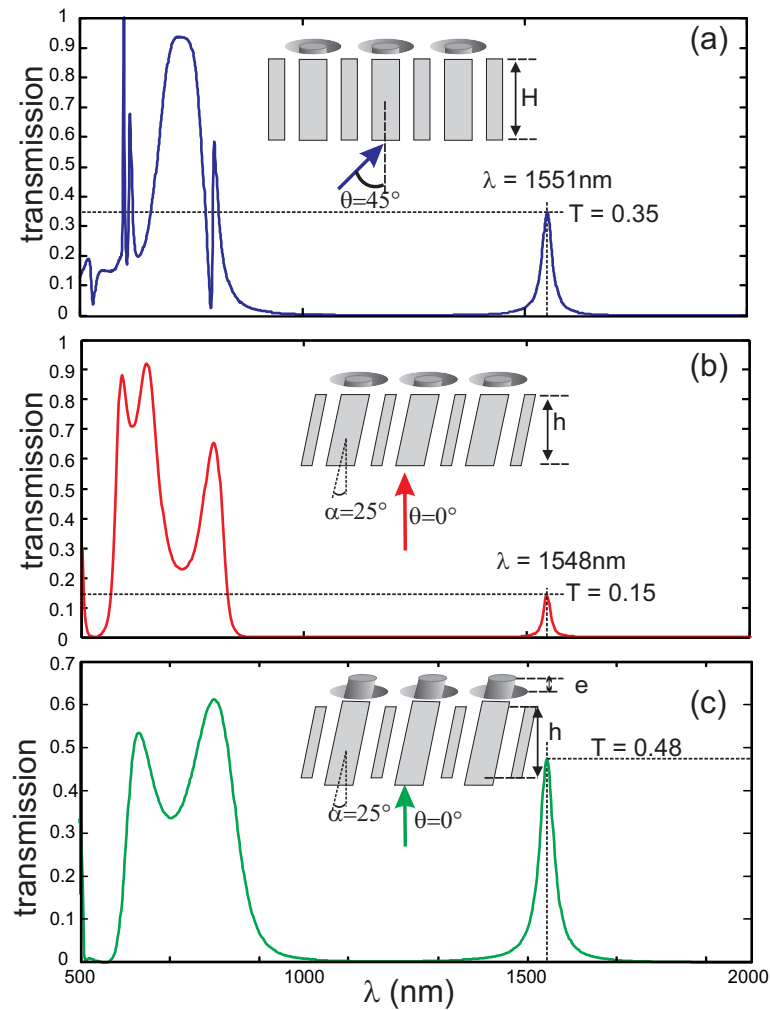 (a)
transmission
1
0.9
0.8
0.7
0.6
0.5
0.4
0.3
0.2
0.1
0
H
θ=45°
λ = 1551nm
T = 0.35
(b)
transmission
1
0.9
0.8
0.7
0.6
0.5
0.4
0.3
0.2
0.1
0
h
α=25°
θ=0°
λ = 1548nm
T = 0.15
(c)
transmission
0.7
0.6
0.5
0.4
0.3
0.2
0.1
0
e
h
α=25°
θ=0°
T = 0.48
500
1000
1500
2000
λ (nm)